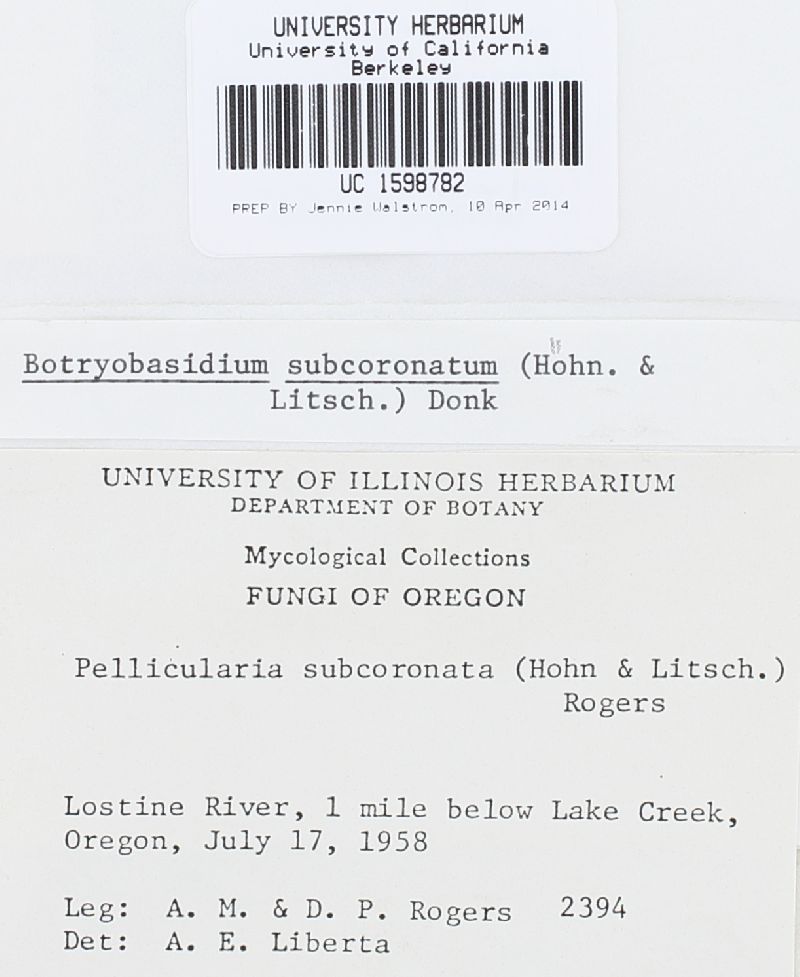 UNIVERSITY HERBARIUM
University of California
Berkeley
UC 1598782
PREP BY Jennie Walstrom, 10 Apr 2014
Botryobasidium subcoronatum (Höhn. &
Litsch.) Donk
UNIVERSITY OF ILLINOIS HERBARIUM
DEPARTMENT OF BOTANY
Mycological Collections
FUNGI OF OREGON
Pellicularia subcoronata (Hohn & Litsch.)
Rogers
Lostine River, 1 mile below Lake Creek,
Oregon, July 17, 1958
Leg: A. M. & D. P. Rogers 2394
Det: A. E. Liberta